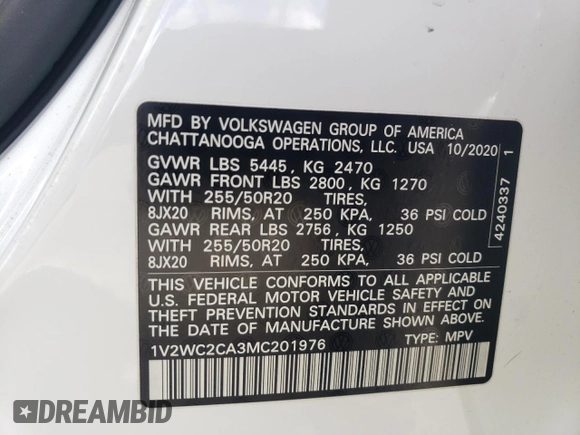 MFD BY VOLKSWAGEN GROUP OF AMERICA
CHATTANOOGA OPERATIONS, LLC. USA 10/2020
GVWR LBS 5445, KG 2470
GAWR FRONT LBS 2800, KG 1270
WITH 255/50R20 TIRES,
8JX20 RIMS, AT 250 KPA, 36 PSI COLD
GAWR REAR LBS 2756, KG 1250
WITH 255/50R20 TIRES,
8JX20 RIMS, AT 250 KPA, 36 PSI COLD
THIS VEHICLE CONFORMS TO ALL APPLICABLE
U.S. FEDERAL MOTOR VEHICLE SAFETY AND
THEFT PREVENTION STANDARDS IN EFFECT ON
THE DATE OF MANUFACTURE SHOWN ABOVE.
1V2WC2CA3MC201976 TYPE: MPV
4240337 1
DREAMBID